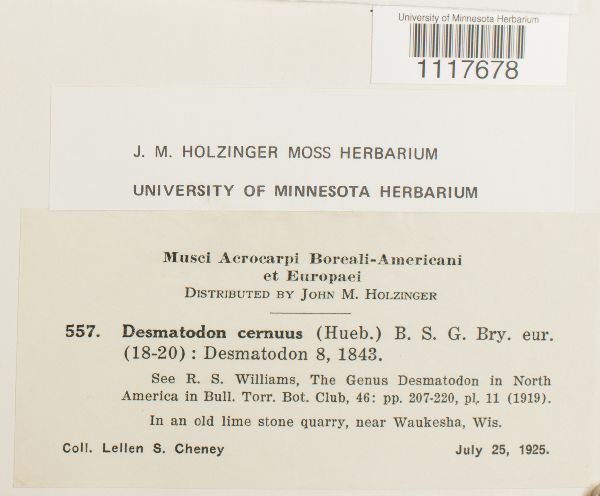 University of Minnesota Herbarium
1117678
J. M. HOLZINGER MOSS HERBARIUM
UNIVERSITY OF MINNESOTA HERBARIUM
Musci Acrocarpi Boreali-Americani
et Europaei
DISTRIBUTED BY JOHN M. HOLZINGER
557. Desmatodon cernuus (Hueb.) B. S. G. Bry. eur.
(18-20) : Desmatodon 8, 1843.
See R. S. Williams, The Genus Desmatodon in North
America in Bull. Torr. Bot. Club, 46: pp. 207-220, pl. 11 (1919).
In an old lime stone quarry, near Waukesha, Wis.
Coll. Lellen S. Cheney July 25, 1925.